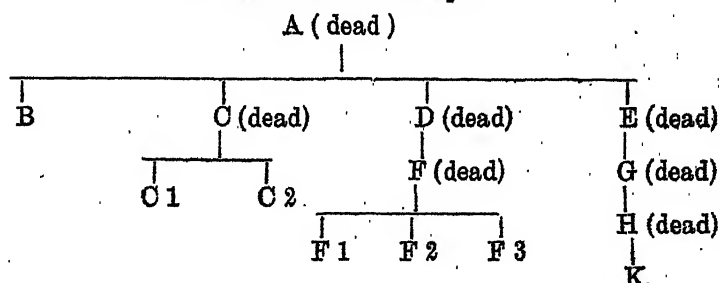 A (dead)
B C (dead) D (dead) E (dead)
F (dead) G (dead)
C 1 C 2 H (dead)
F 1 F 2 F 3
K